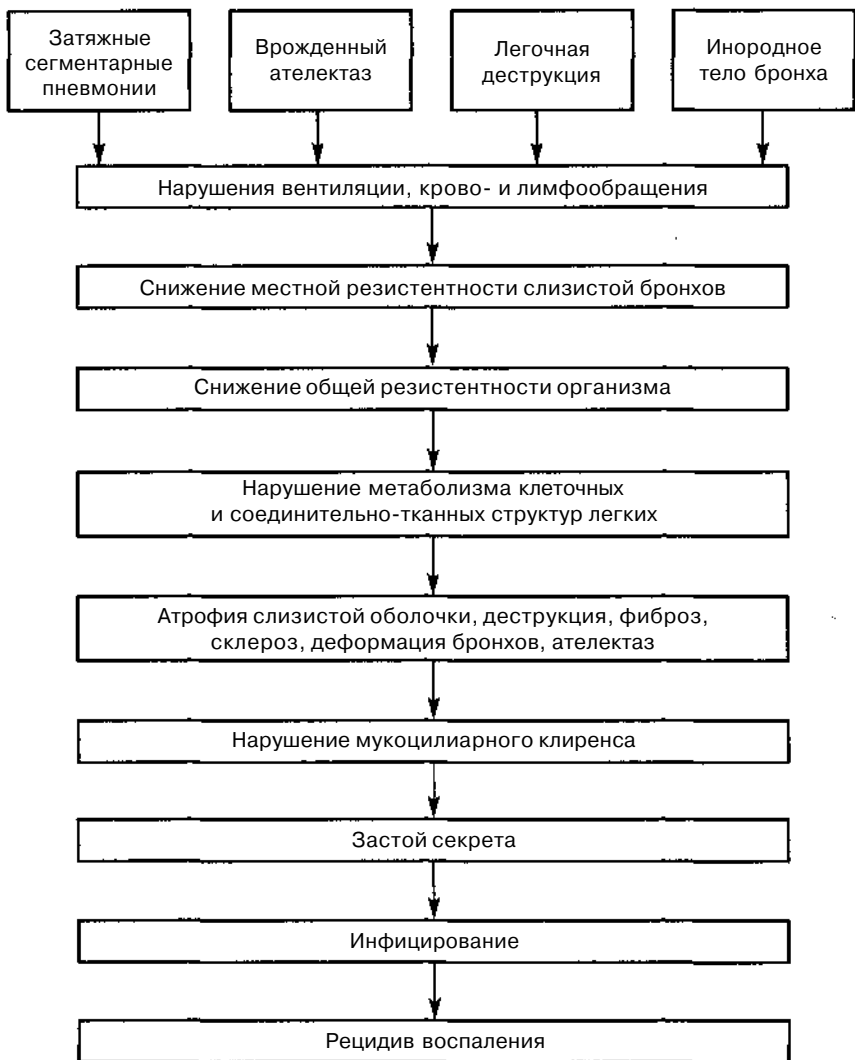 Затяжные
сегментарные
пневмонии
Врожденный
ателектаз
Легочная
деструкция
Инородное
тело бронха
Нарушения вентиляции, крово- и лимфообращения
Снижение местной резистентности слизистой бронхов
Снижение общей резистентности организма
Нарушение метаболизма клеточных
и соединительно-тканных структур легких
Атрофия слизистой оболочки, деструкция, фиброз,
склероз, деформация бронхов, ателектаз
Нарушение мукоцилиарного клиренса
Застой секрета
Инфицирование
Рецидив воспаления